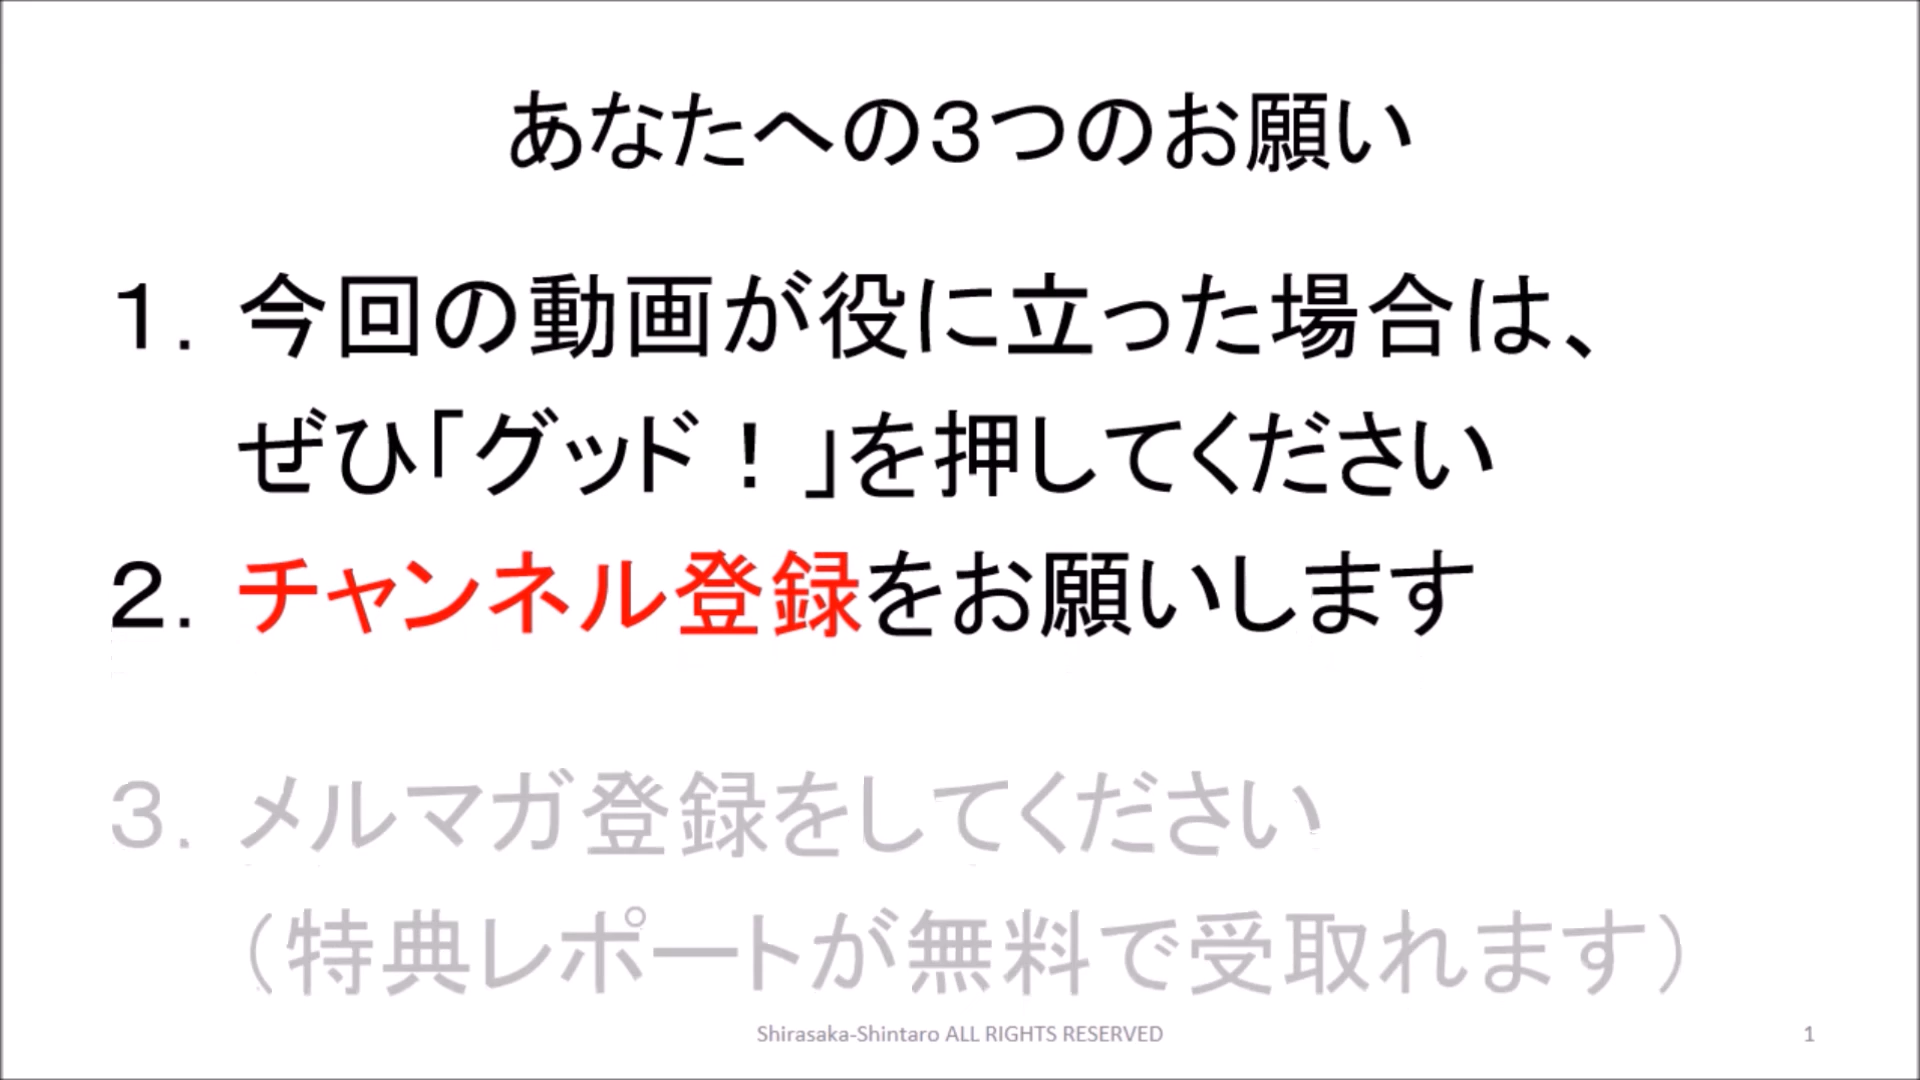 あなたへの３つのお願い
１．今回の動画が役に立った場合は、
ぜひ「グッド！」を押してください
２．チャンネル登録をお願いします
３．メルマガ登録をしてください
（特典レポートが無料で受取れます）
Shirasaka-Shintaro ALL RIGHTS RESERVED
1